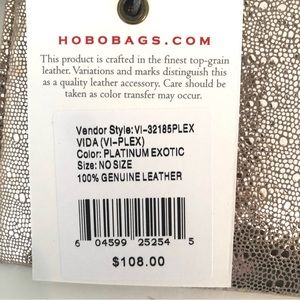 HOBOBAGS.COM
This product is crafted in the finest top-grain
leather. Variations and marks distinguish this
as a quality leather accessory. Care should be
taken as color transfer may occur.
Vendor Style: VI-32185PLEX
VIDA (VI-PLEX)
Color: PLATINUM EXOTIC
Size: NO SIZE
100% GENUINE LEATHER
6 04599 25254 5
$108.00